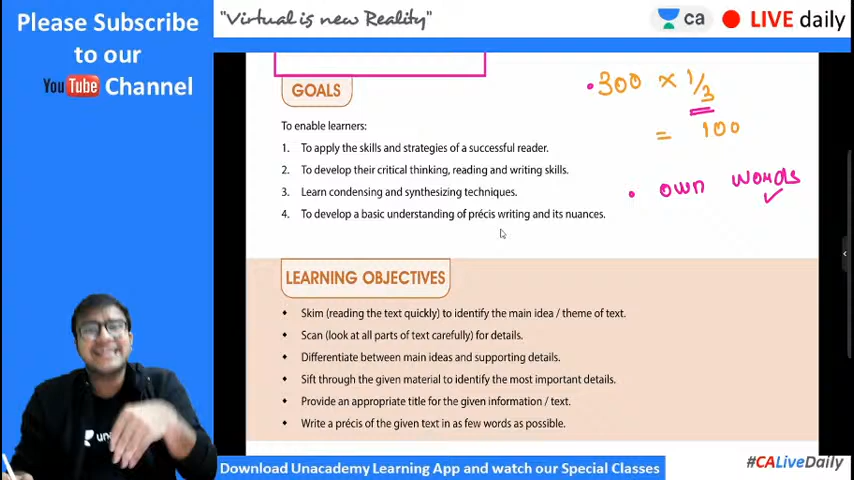 Please Subscribe
to our
YouTube Channel
"Virtual is new Reality"
ca
LIVE daily
GOALS
To enable learners:
1. To apply the skills and strategies of a successful reader.
2. To develop their critical thinking, reading and writing skills.
3. Learn condensing and synthesizing techniques.
4. To develop a basic understanding of précis writing and its nuances.
• 300 × 1/3
= 100
• own words ✓
LEARNING OBJECTIVES
Skim (reading the text quickly) to identify the main idea / theme of text.
Scan (look at all parts of text carefully) for details.
Differentiate between main ideas and supporting details.
Sift through the given material to identify the most important details.
Provide an appropriate title for the given information / text.
Write a précis of the given text in as few words as possible.
Download Unacademy Learning App and watch our Special Classes
#CALiveDaily